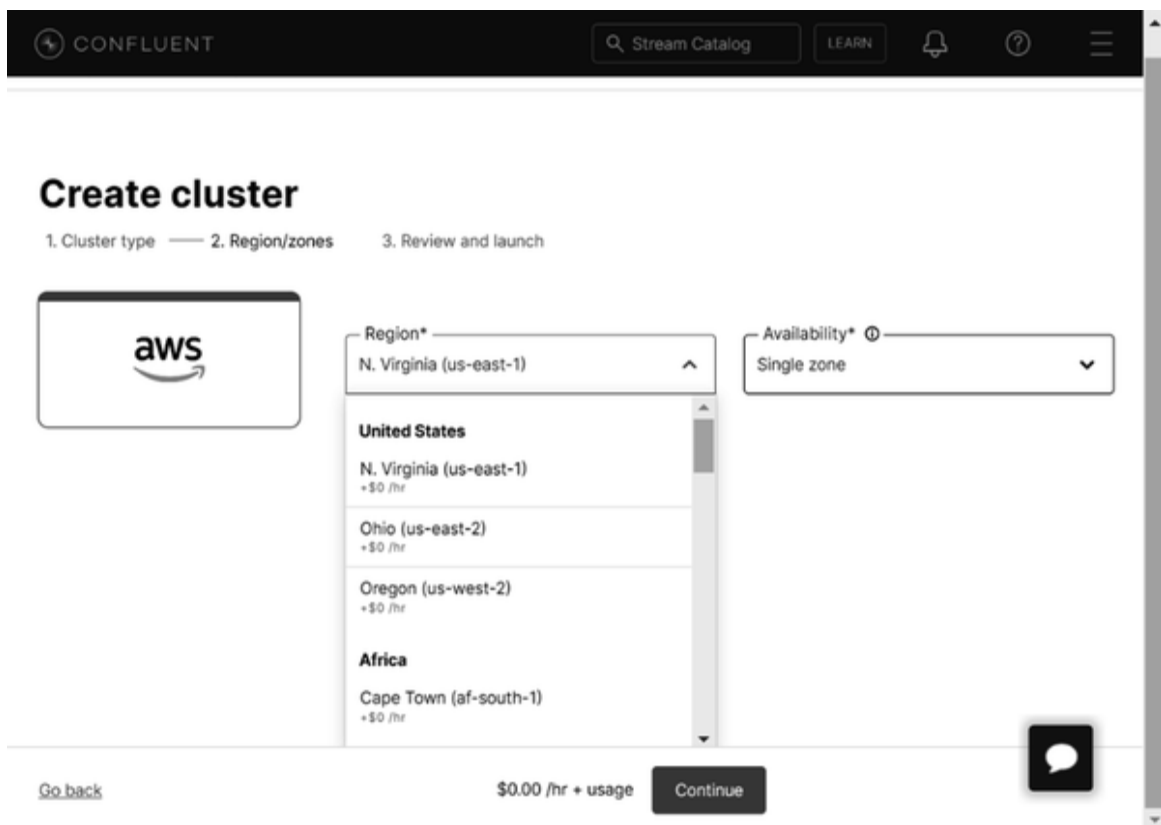 CONFLUENT
Stream Catalog
LEARN
Create cluster
1. Cluster type
2. Region/zones
3. Review and launch
aws
Region*
N. Virginia (us-east-1)
Availability*
Single zone
United States
N. Virginia (us-east-1)
+$0 /hr
Ohio (us-east-2)
+$0 /hr
Oregon (us-west-2)
+$0 /hr
Africa
Cape Town (af-south-1)
+$0 /hr
Go back
$0.00 /hr + usage
Continue